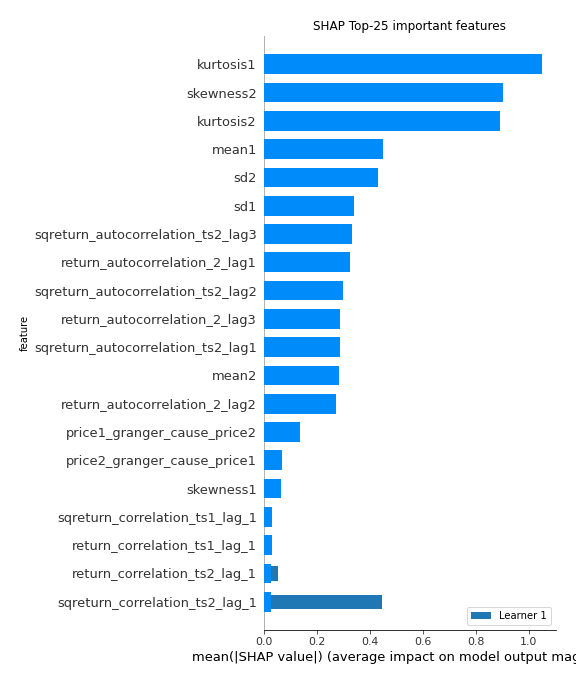 SHAP Top-25 important features
kurtosis1
skewness2
kurtosis2
mean1
sd2
sd1
sqreturn_autocorrelation_ts2_lag3
return_autocorrelation_2_lag1
sqreturn_autocorrelation_ts2_lag2
return_autocorrelation_2_lag3
feature
sqreturn_autocorrelation_ts2_lag1
mean2
return_autocorrelation_2_lag2
price1_granger_cause_price2
price2_granger_cause_price1
skewness1
sqreturn_correlation_ts1_lag_1
return_correlation_ts1_lag_1
return_correlation_ts2_lag_1
sqreturn_correlation_ts2_lag_1
Learner 1
0.0 0.2 0.4 0.6 0.8 1.0
mean(|SHAP value|) (average impact on model output mag